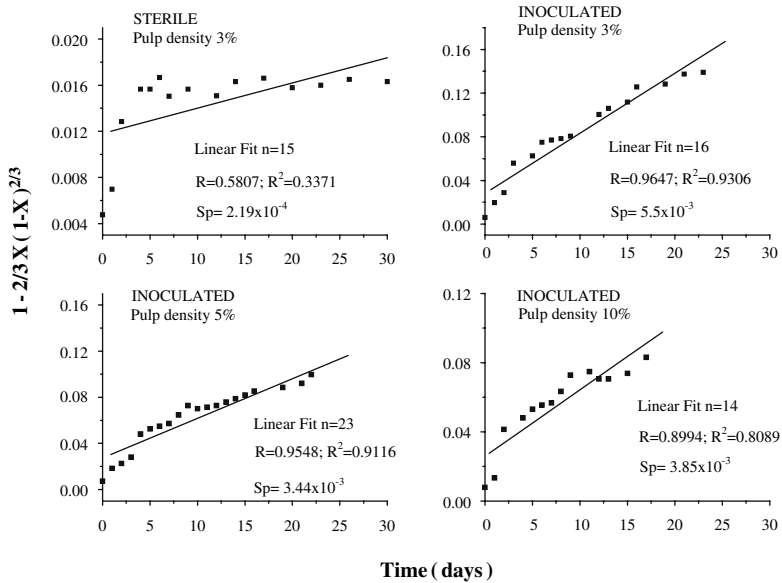 1 - 2/3 X (1-X)^2/3
STERILE
Pulp density 3%
0.020
0.016
0.012
0.008
0.004
Linear Fit n=15
R=0.5807; R²=0.3371
Sp= 2.19x10⁻⁴
0 5 10 15 20 25 30
INOCULATED
Pulp density 3%
0.16
0.12
0.08
0.04
0.00
Linear Fit n=16
R=0.9647; R²=0.9306
Sp= 5.5x10⁻³
0 5 10 15 20 25 30
INOCULATED
Pulp density 5%
0.16
0.12
0.08
0.04
0.00
Linear Fit n=23
R=0.9548; R²=0.9116
Sp= 3.44x10⁻³
0 5 10 15 20 25 30
INOCULATED
Pulp density 10%
0.12
0.08
0.04
0.00
Linear Fit n=14
R=0.8994; R²=0.8089
Sp= 3.85x10⁻³
0 5 10 15 20 25 30
Time ( days )